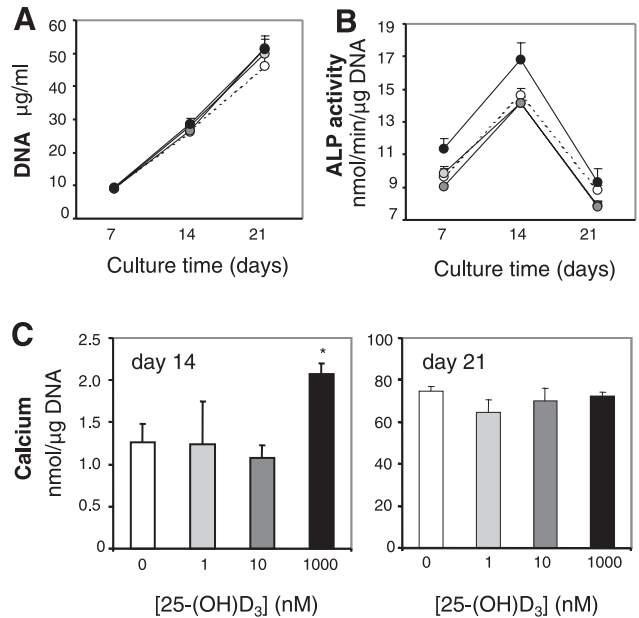 A
DNA µg/ml
60
50
40
30
20
10
0
7 14 21
Culture time (days)
B
ALP activity
nmol/min/µg DNA
19
17
15
13
11
9
7
7 14 21
Culture time (days)
C
Calcium
nmol/µg DNA
2.5
2.0
1.5
1.0
0.5
0
day 14
*
0 1 10 1000
[25-(OH)D₃] (nM)
100
80
60
40
20
0
day 21
0 1 10 1000
[25-(OH)D₃] (nM)